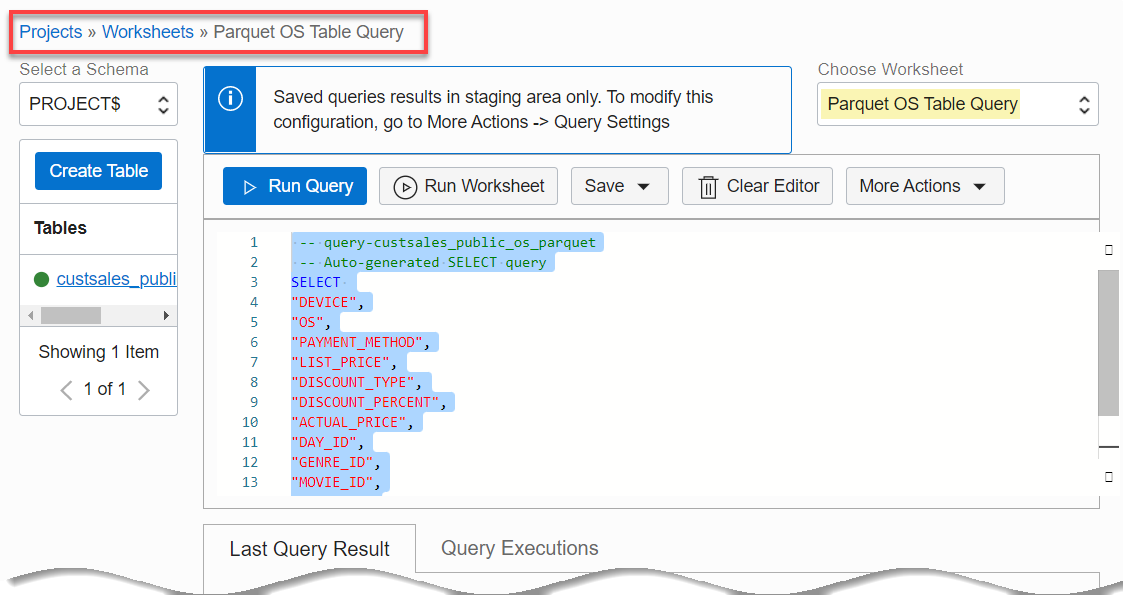 Projects » Worksheets » Parquet OS Table Query
Select a Schema
PROJECT$
Create Table
Tables
custsales_publi
Showing 1 Item
1 of 1
Saved queries results in staging area only. To modify this
configuration, go to More Actions -> Query Settings
Choose Worksheet
Parquet OS Table Query
Run Query
Run Worksheet
Save
Clear Editor
More Actions
1 -- query-custsales_public_os_parquet
2 -- Auto-generated SELECT query
3 SELECT
4 "DEVICE",
5 "OS",
6 "PAYMENT_METHOD",
7 "LIST_PRICE",
8 "DISCOUNT_TYPE",
9 "DISCOUNT_PERCENT",
10 "ACTUAL_PRICE",
11 "DAY_ID",
12 "GENRE_ID",
13 "MOVIE_ID",
Last Query Result
Query Executions